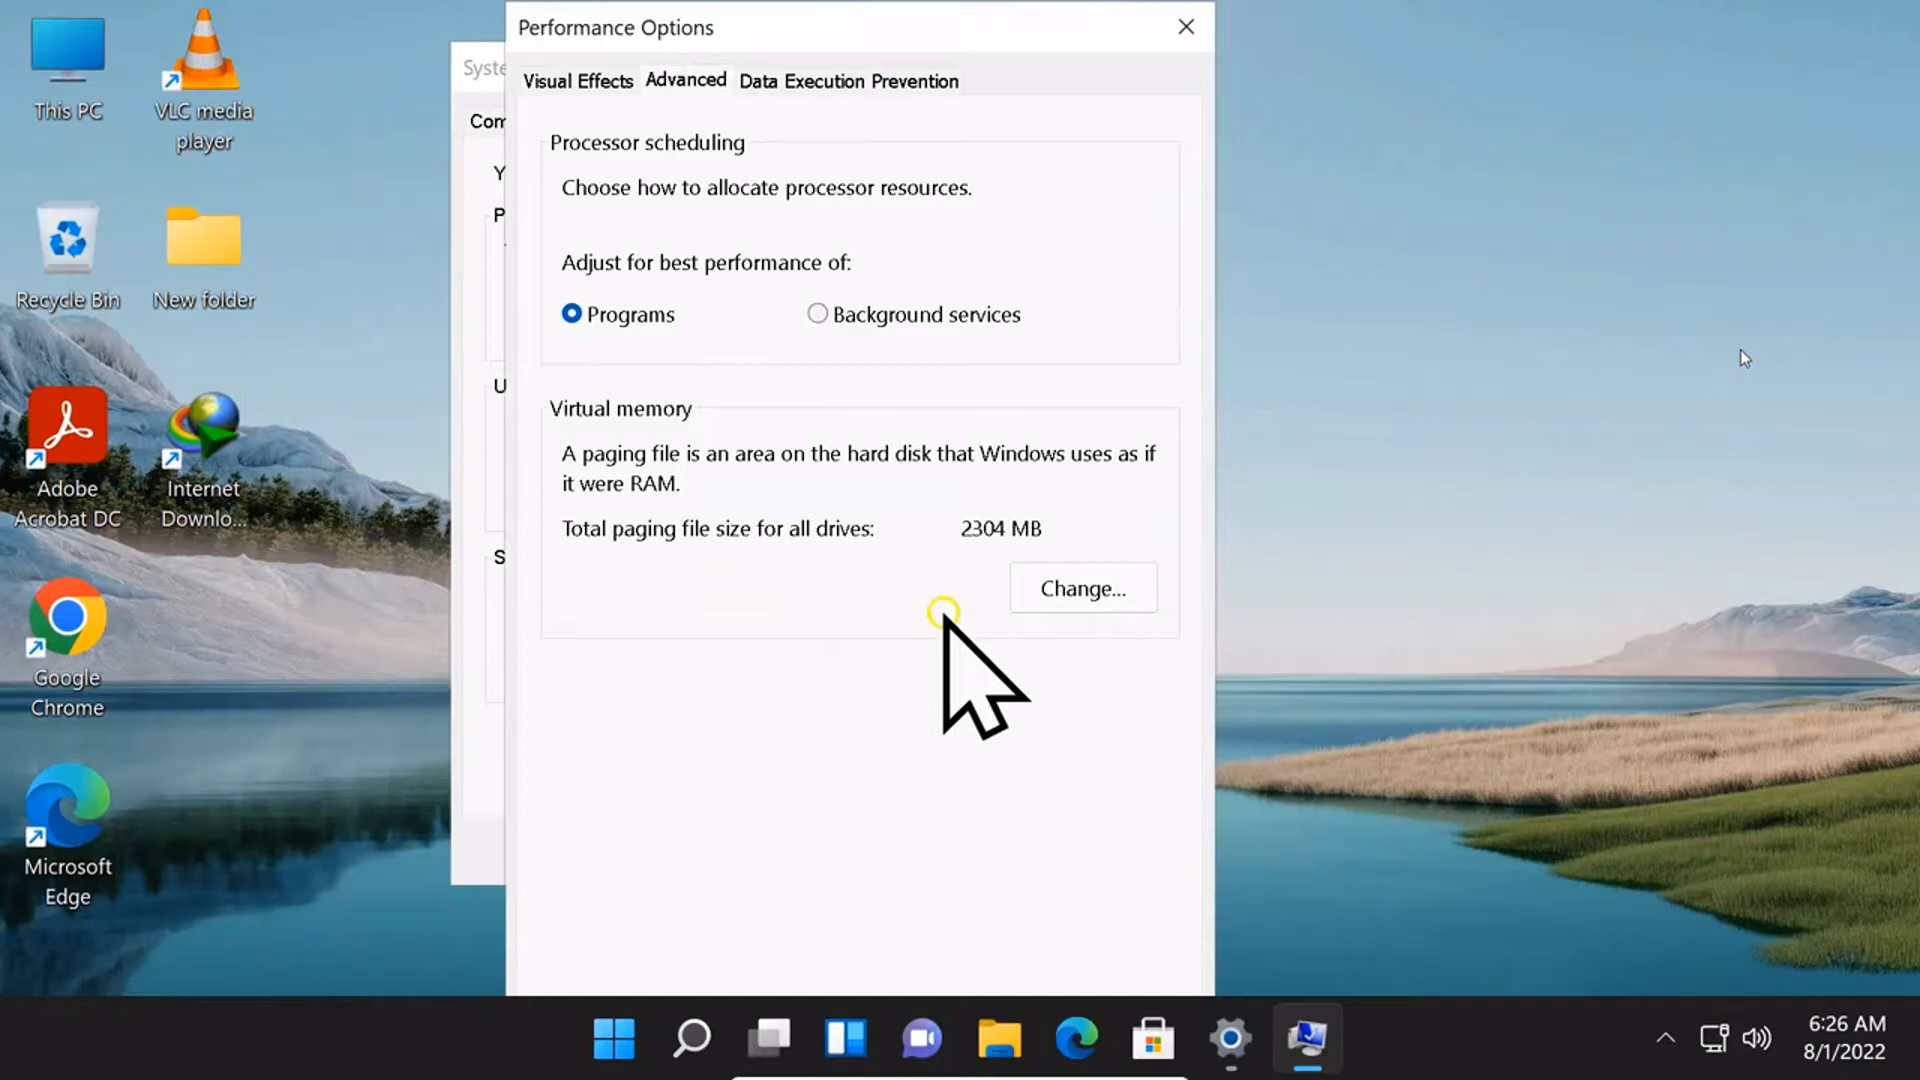 This PC
VLC media
player
Recycle Bin
New folder
Adobe
Acrobat DC
Internet
Downlo...
Google
Chrome
Microsoft
Edge
Syste
Com
Y
P
U
S
Performance Options
Visual Effects
Advanced
Data Execution Prevention
Processor scheduling
Choose how to allocate processor resources.
Adjust for best performance of:
Programs
Background services
Virtual memory
A paging file is an area on the hard disk that Windows uses as if
it were RAM.
Total paging file size for all drives: 2304 MB
Change...
6:26 AM
8/1/2022